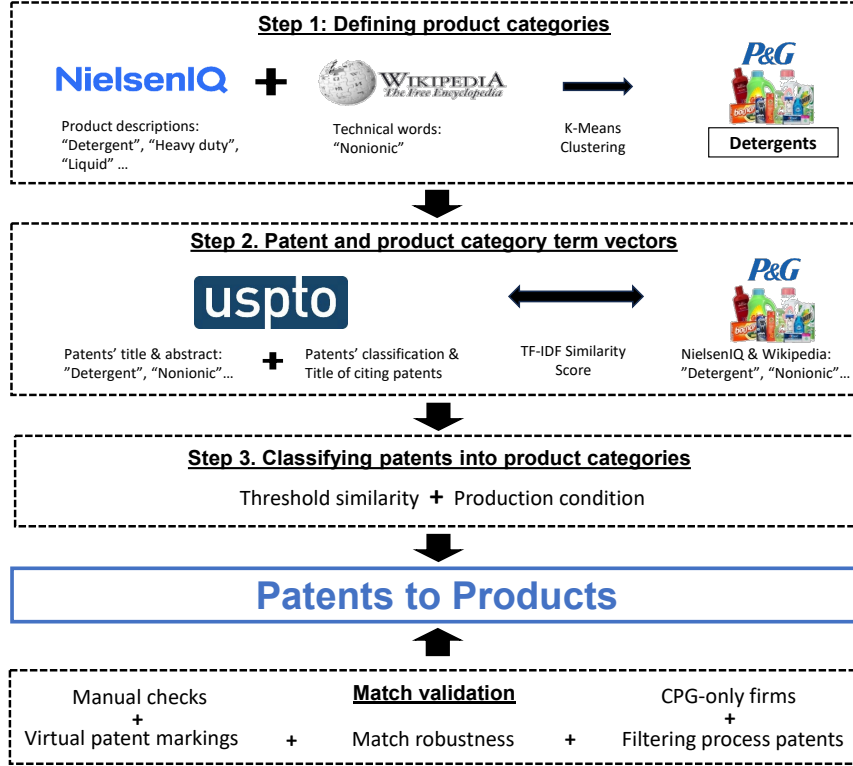 Step 1: Defining product categories
NielsenIQ
+
WIKIPEDIA
The Free Encyclopedia
P&G
Product descriptions:
“Detergent”, “Heavy duty”,
“Liquid” …
Technical words:
“Nonionic”
K-Means
Clustering
Detergents
Step 2. Patent and product category term vectors
uspto
P&G
Patents’ title & abstract:
”Detergent”, “Nonionic”…
+
Patents’ classification &
Title of citing patents
TF-IDF Similarity
Score
NielsenIQ & Wikipedia:
”Detergent”, “Nonionic”…
Step 3. Classifying patents into product categories
Threshold similarity + Production condition
Patents to Products
Match validation
Manual checks
+
Virtual patent markings
+
Match robustness
+
CPG-only firms
+
Filtering process patents